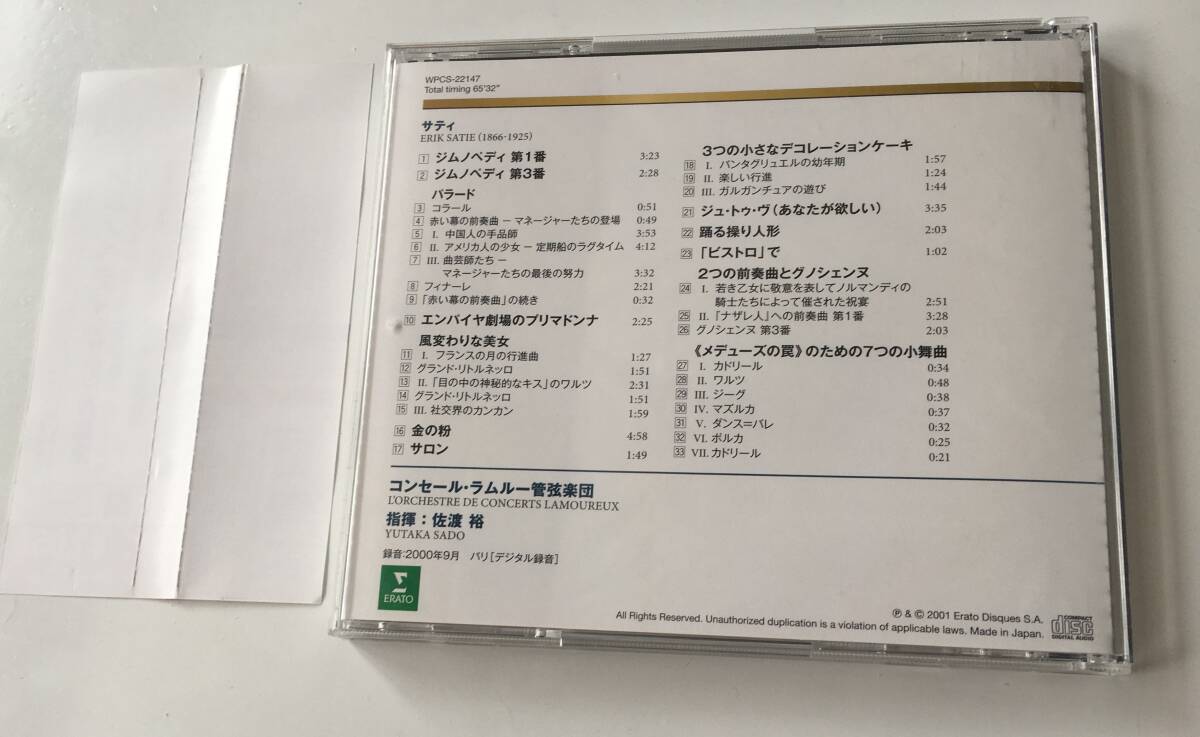 WPCS-22147
Total timing 65'32"
サティ
ERIK SATIE (1866-1925)
1 ジムノペディ 第1番 3:23
2 ジムノペディ 第3番 2:28
パラード
3 コラール 0:51
4 赤い幕の前奏曲 − マネージャーたちの登場 0:49
5 I. 中国人の手品師 3:53
6 II. アメリカ人の少女 − 定期船のラグタイム 4:12
7 III. 曲芸師たち −
マネージャーたちの最後の努力 3:32
8 フィナーレ 2:21
9 「赤い幕の前奏曲」の続き 0:32
10 エンパイヤ劇場のプリマドンナ 2:25
風変わりな美女
11 I. フランスの月の行進曲 1:27
12 グランド・リトルネッロ 1:51
13 II. 「目の中の神秘的なキス」のワルツ 2:31
14 グランド・リトルネッロ 1:51
15 III. 社交界のカンカン 1:59
16 金の粉 4:58
17 サロン 1:49
3つの小さなデコレーションケーキ
18 I. パンタグリュエルの幼年期 1:57
19 II. 楽しい行進 1:24
20 III. ガルガンチュアの遊び 1:44
21 ジュ・トゥ・ヴ(あなたが欲しい) 3:35
22 踊る操り人形 2:03
23 「ビストロ」で 1:02
2つの前奏曲とグノシェンヌ
24 I. 若き乙女に敬意を表してノルマンディの
騎士たちによって催された祝宴 2:51
25 II. 「ナザレ人」への前奏曲 第1番 3:28
26 グノシェンヌ 第3番 2:03
《メデューズの罠》のための7つの小舞曲
27 I. カドリール 0:34
28 II. ワルツ 0:48
29 III. ジーグ 0:38
30 IV. マズルカ 0:37
31 V. ダンス=バレ 0:32
32 VI. ポルカ 0:25
33 VII. カドリール 0:21
コンセール・ラムルー管弦楽団
L'ORCHESTRE DE CONCERTS LAMOUREUX
指揮:佐渡 裕
YUTAKA SADO
録音:2000年9月 パリ[デジタル録音]
ERATO
℗ & © 2001 Erato Disques S.A.
All Rights Reserved. Unauthorized duplication is a violation of applicable laws. Made in Japan.
COMPACT
disc
DIGITAL AUDIO